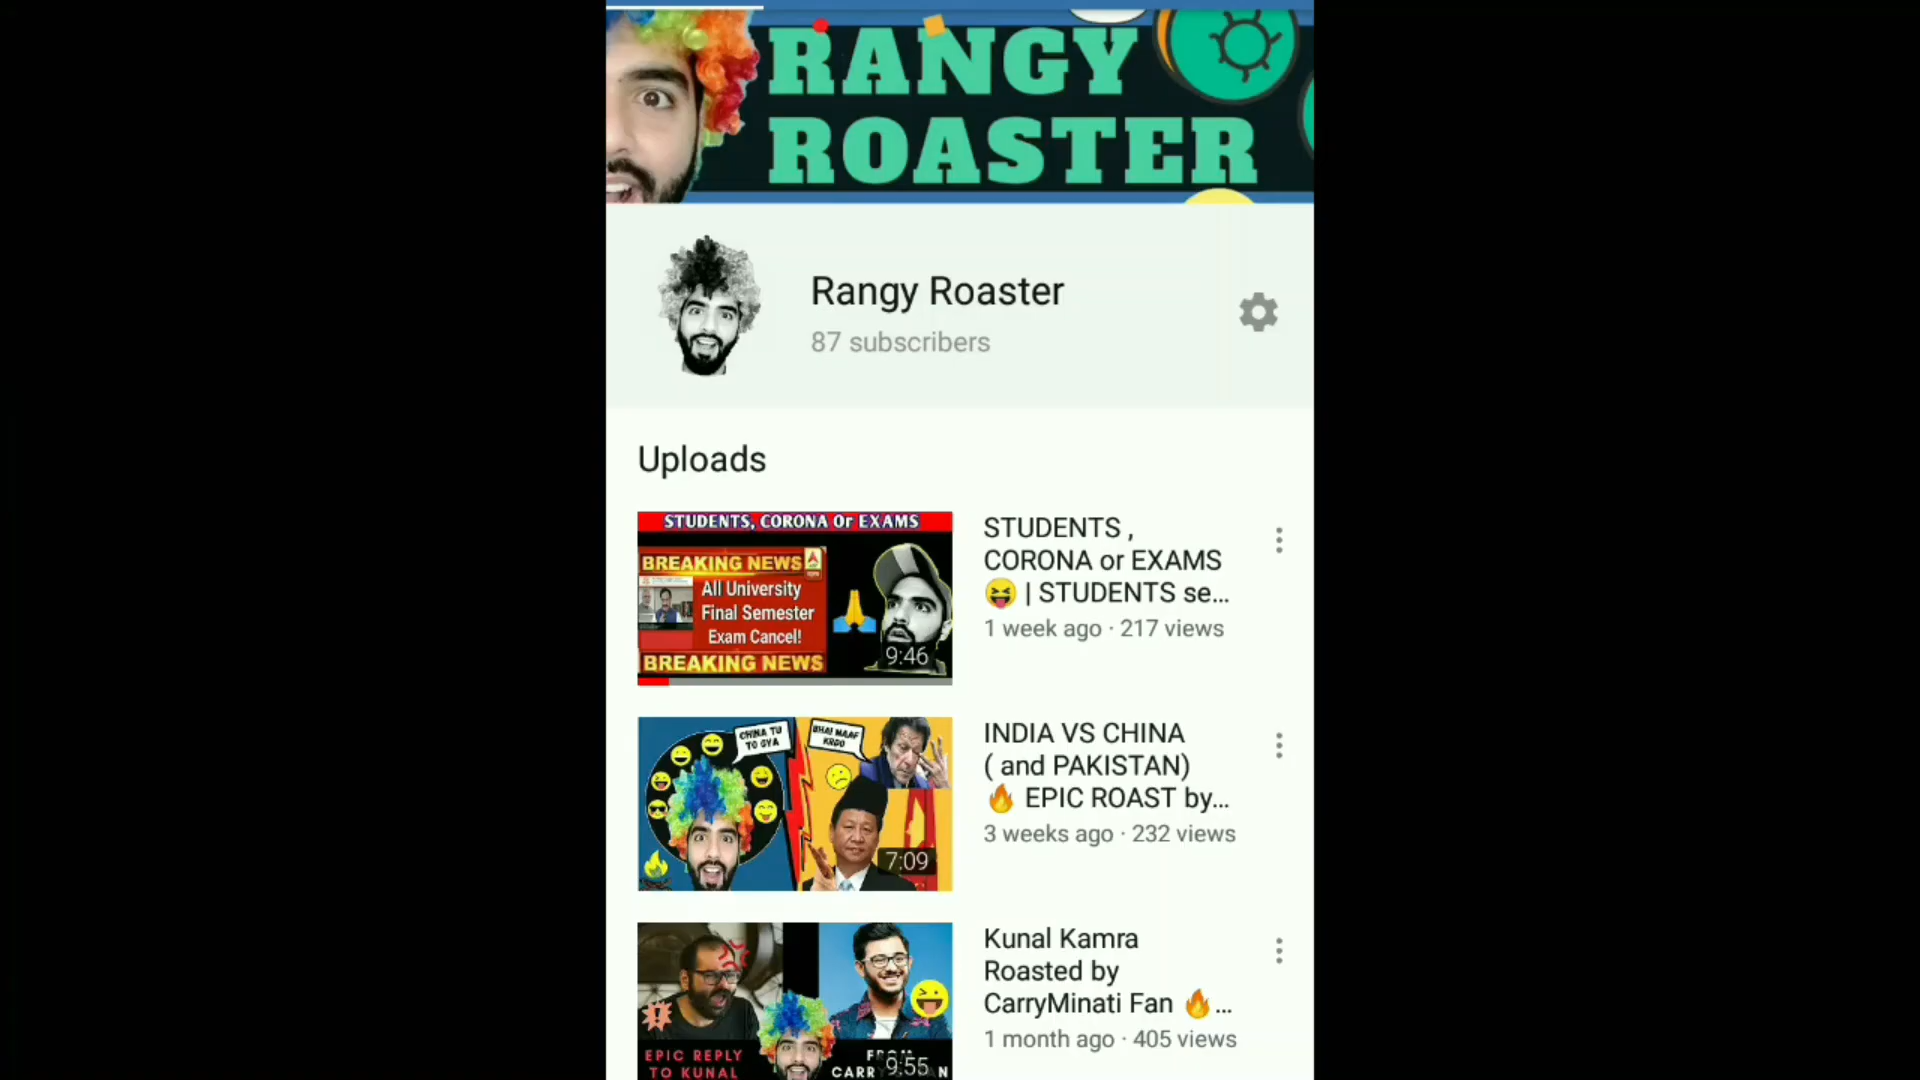 RANGY
ROASTER
Rangy Roaster
87 subscribers
Uploads
STUDENTS, CORONA Or EXAMS
BREAKING NEWS
All University
Final Semester
Exam Cancel!
BREAKING NEWS
9:46
STUDENTS ,
CORONA or EXAMS
😝 | STUDENTS se...
1 week ago · 217 views
CHINA TU
TO GYA
BHAI MAAF
KRDO
7:09
INDIA VS CHINA
( and PAKISTAN)
🔥 EPIC ROAST by...
3 weeks ago · 232 views
EPIC REPLY
TO KUNAL
9:55
Kunal Kamra
Roasted by
CarryMinati Fan 🔥...
1 month ago · 405 views